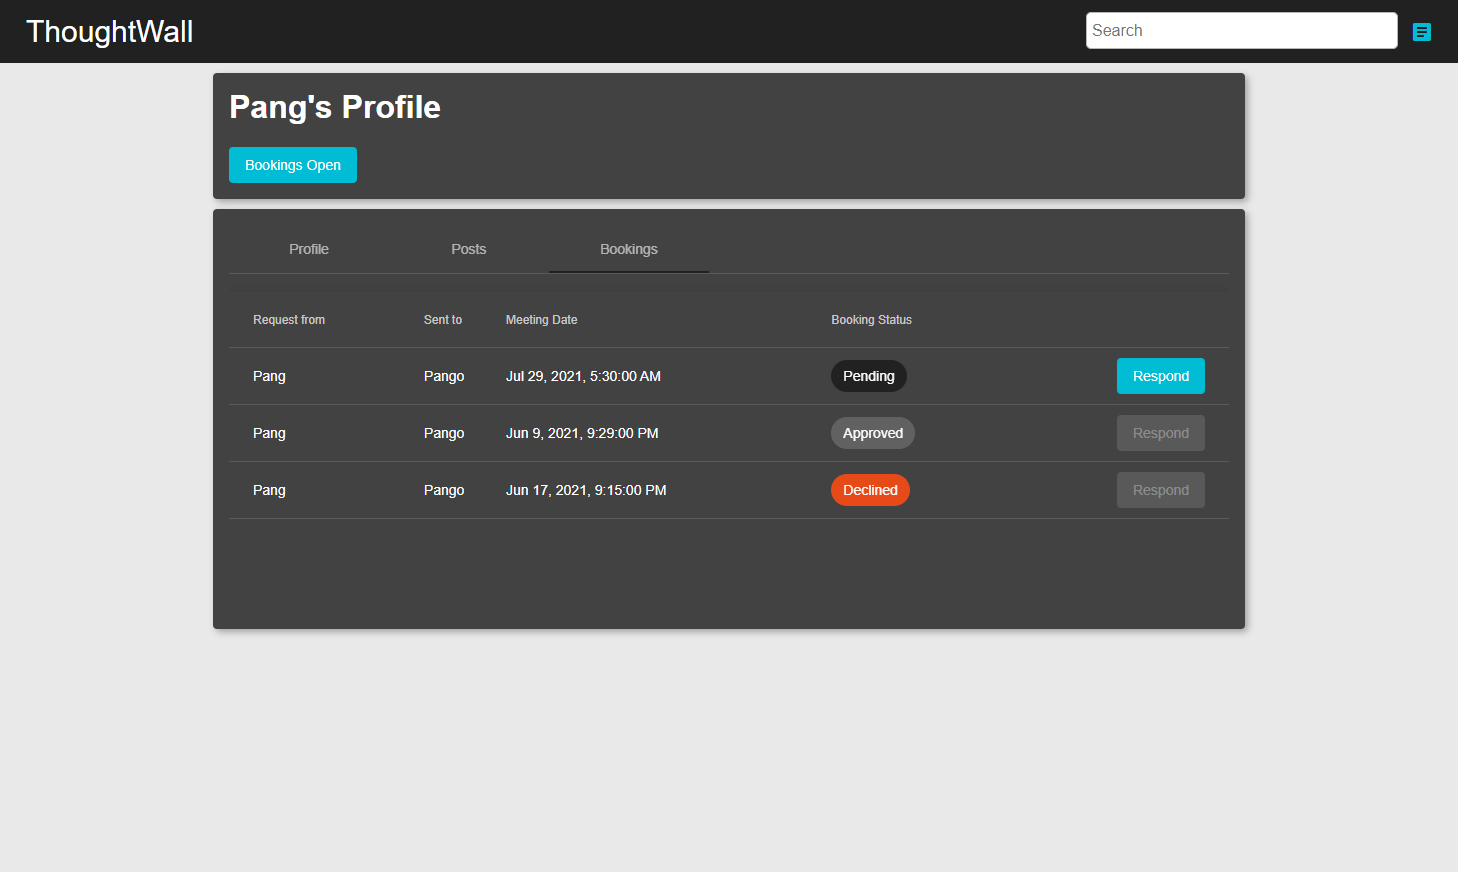 ThoughtWall
Search
Pang's Profile
Bookings Open
Profile Posts Bookings
Request from Sent to Meeting Date Booking Status
Pang Pango Jul 29, 2021, 5:30:00 AM Pending Respond
Pang Pango Jun 9, 2021, 9:29:00 PM Approved Respond
Pang Pango Jun 17, 2021, 9:15:00 PM Declined Respond